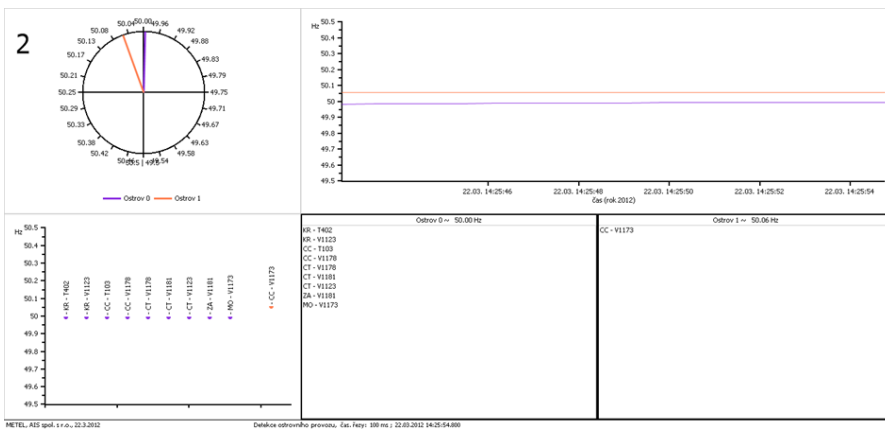 2
50.00
50.04
49.96
50.08
49.92
50.13
49.88
50.17
49.83
50.21
49.79
50.25
49.75
50.29
49.71
50.33
49.67
50.38
49.63
50.42
49.58
50.46
49.54
50.5 | 49.5
Ostrov 0
Ostrov 1
Hz
50.5
50.4
50.3
50.2
50.1
50
49.9
49.8
49.7
49.6
49.5
22.03. 14:25:46
22.03. 14:25:48
22.03. 14:25:50
22.03. 14:25:52
22.03. 14:25:54
čas (rok 2012)
Hz
50.5
50.4
50.3
50.2
50.1
50
49.9
49.8
49.7
49.6
49.5
KR - T402
KR - V1123
CC - T103
CC - V1178
CT - V1178
CT - V1181
CT - V1123
ZA - V1181
MO - V1173
CC - V1173
Ostrov 0 ~ 50.00 Hz
KR - T402
KR - V1123
CC - T103
CC - V1178
CT - V1178
CT - V1181
CT - V1123
ZA - V1181
MO - V1173
Ostrov 1 ~ 50.06 Hz
CC - V1173
METEL, AIS spol. s r.o., 22.3.2012
Detekce ostrovního provozu, čas. řezy: 100 ms ; 22.03.2012 14:25:54.800